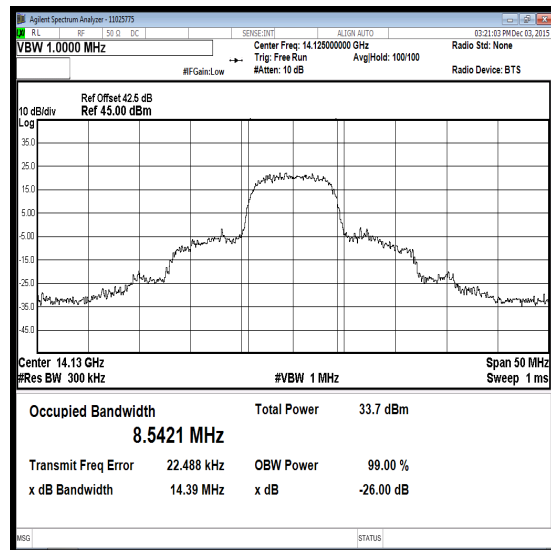 Agilent Spectrum Analyzer - 11025775
LXI RL RF 50 Ω DC SENSE:INT ALIGN AUTO 03:21:03 PM Dec 03, 2015
VBW 1.0000 MHz Center Freq: 14.125000000 GHz Radio Std: None
Trig: Free Run Avg|Hold: 100/100
#IFGain:Low #Atten: 10 dB Radio Device: BTS
Ref Offset 42.5 dB
10 dB/div Ref 45.00 dBm
Log
35.0
25.0
15.0
5.00
-5.00
-15.0
-25.0
-35.0
-45.0
Center 14.13 GHz Span 50 MHz
#Res BW 300 kHz #VBW 1 MHz Sweep 1 ms
Occupied Bandwidth Total Power 33.7 dBm
8.5421 MHz
Transmit Freq Error 22.488 kHz OBW Power 99.00 %
x dB Bandwidth 14.39 MHz x dB -26.00 dB
MSG STATUS